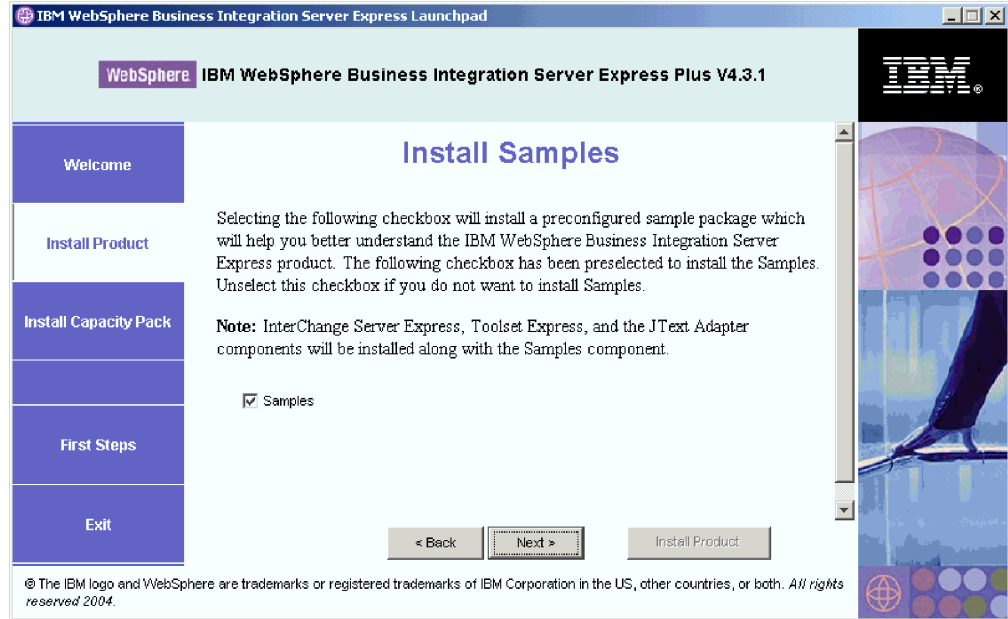 IBM WebSphere Business Integration Server Express Launchpad
WebSphere. IBM WebSphere Business Integration Server Express Plus V4.3.1
IBM®
Welcome
Install Product
Install Capacity Pack
First Steps
Exit
Install Samples
Selecting the following checkbox will install a preconfigured sample package which
will help you better understand the IBM WebSphere Business Integration Server
Express product. The following checkbox has been preselected to install the Samples.
Unselect this checkbox if you do not want to install Samples.
Note: InterChange Server Express, Toolset Express, and the JText Adapter
components will be installed along with the Samples component.
Samples
< Back
Next >
Install Product
® The IBM logo and WebSphere are trademarks or registered trademarks of IBM Corporation in the US, other countries, or both. All rights
reserved 2004.